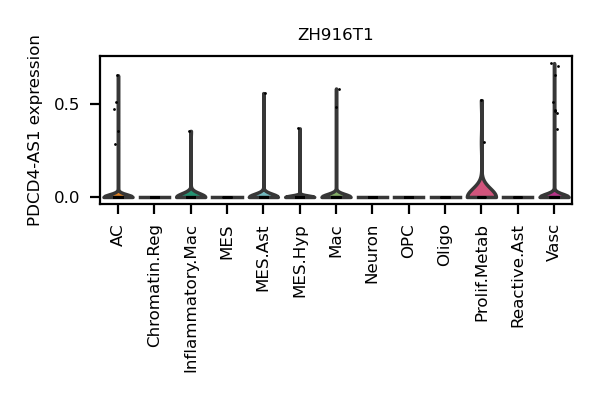 ZH916T1
PDCD4-AS1 expression
0.5
0.0
AC
Chromatin.Reg
Inflammatory.Mac
MES
MES.Ast
MES.Hyp
Mac
Neuron
OPC
Oligo
Prolif.Metab
Reactive.Ast
Vasc